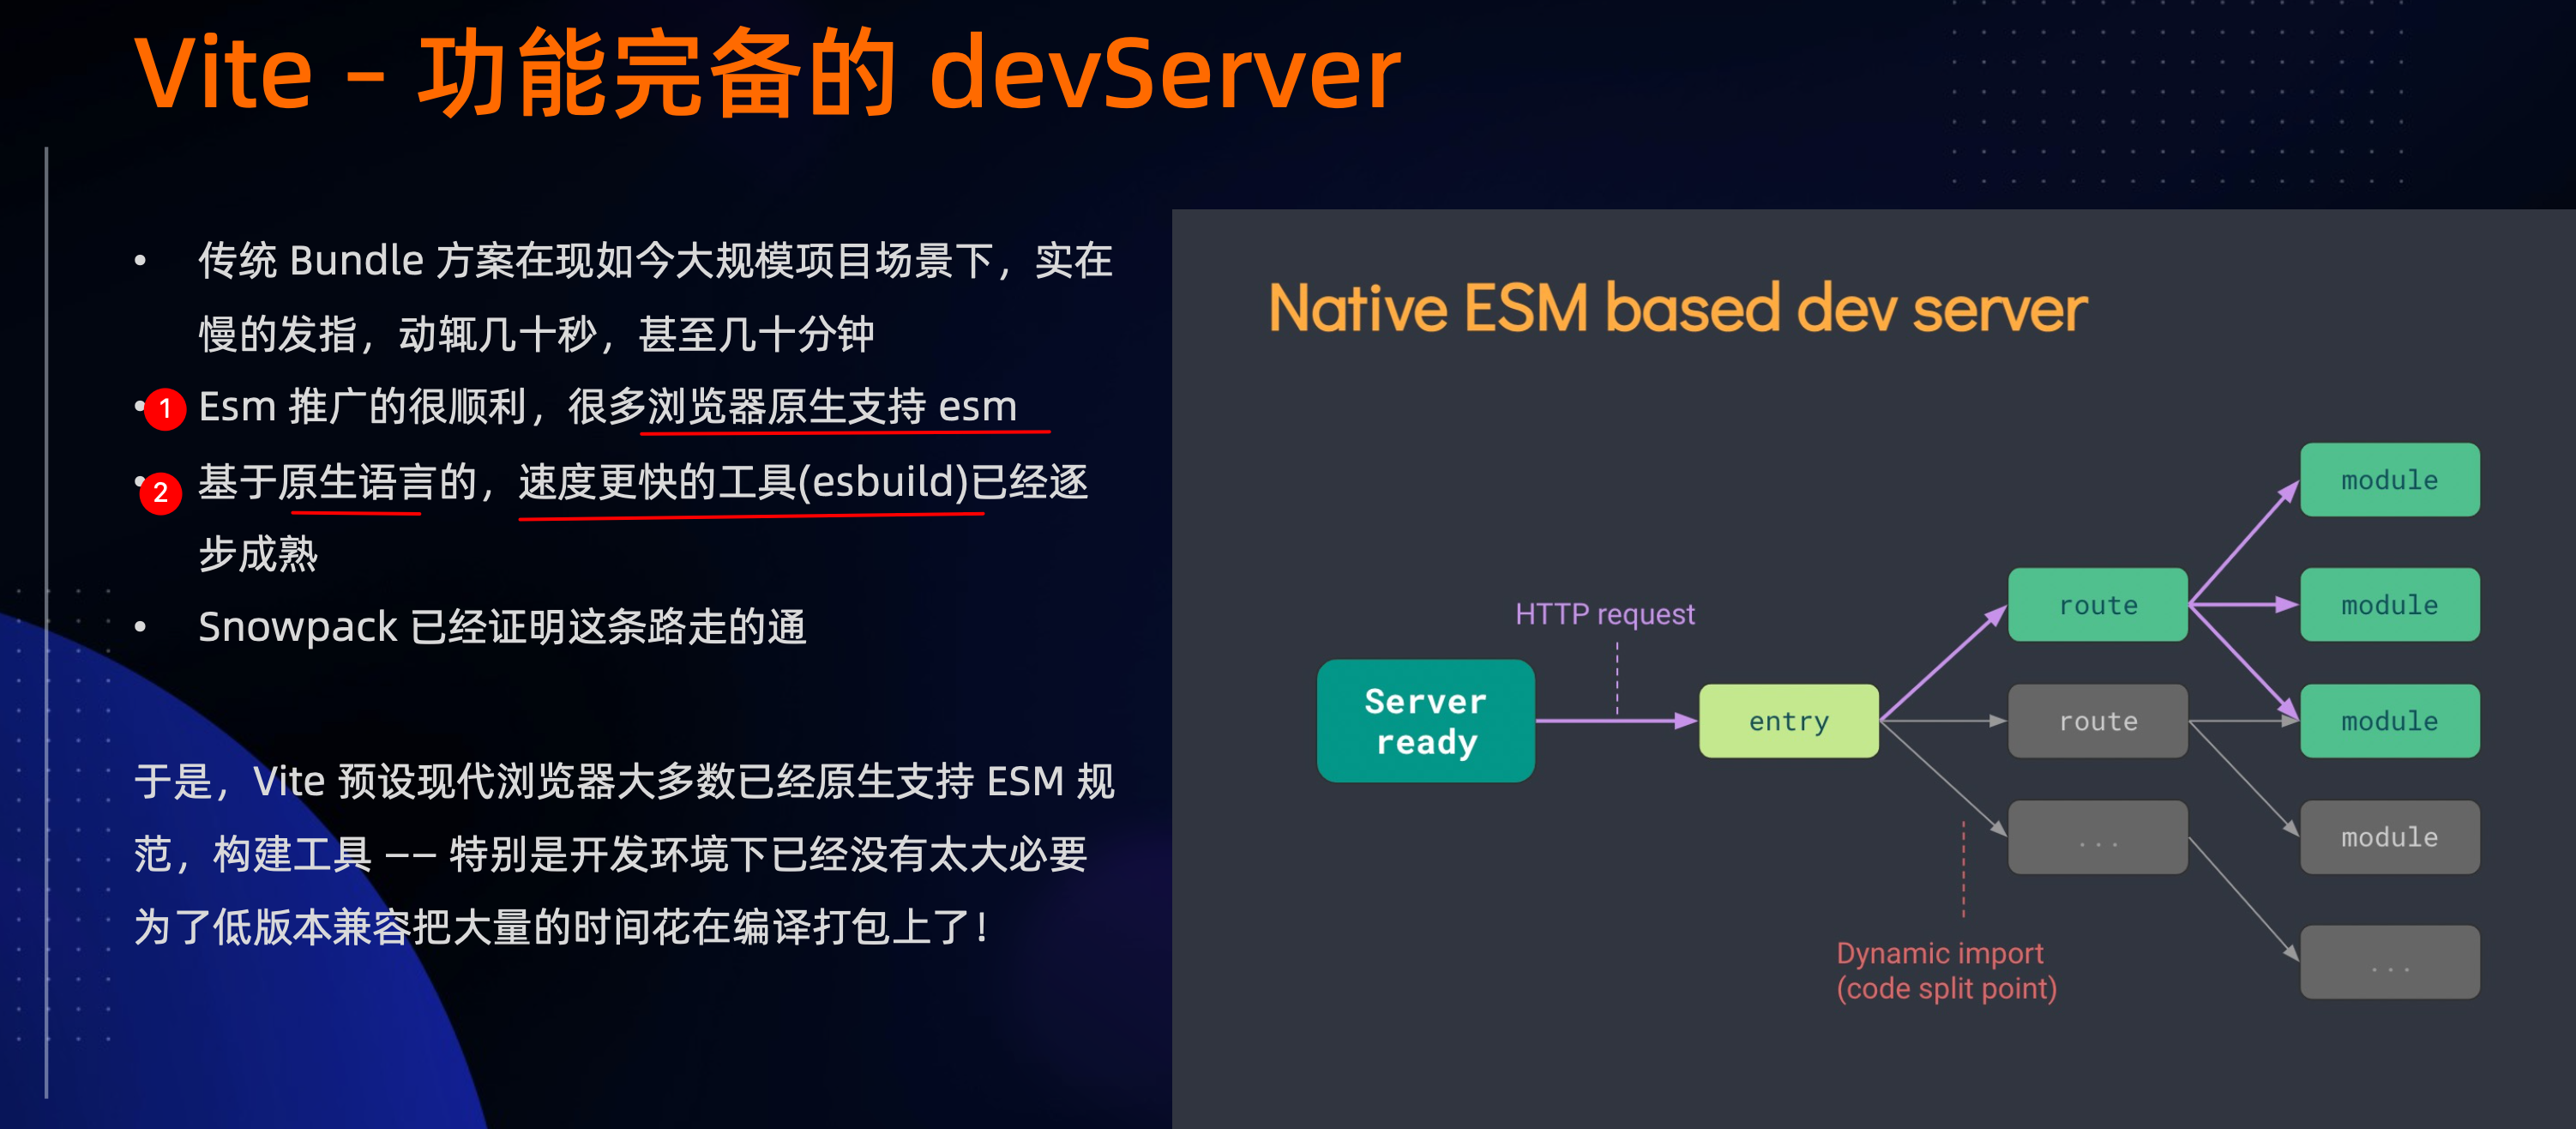 Vite - 功能完备的 devServer
• 传统 Bundle 方案在现如今大规模项目场景下，实在
慢的发指，动辄几十秒，甚至几十分钟
• 1 Esm 推广的很顺利，很多浏览器原生支持 esm
• 2 基于原生语言的，速度更快的工具(esbuild)已经逐
步成熟
• Snowpack 已经证明这条路走的通
于是，Vite 预设现代浏览器大多数已经原生支持 ESM 规
范，构建工具 —— 特别是开发环境下已经没有太大必要
为了低版本兼容把大量的时间花在编译打包上了！
Native ESM based dev server
HTTP request
Server
ready
entry
route
route
...
module
module
module
module
...
Dynamic import
(code split point)